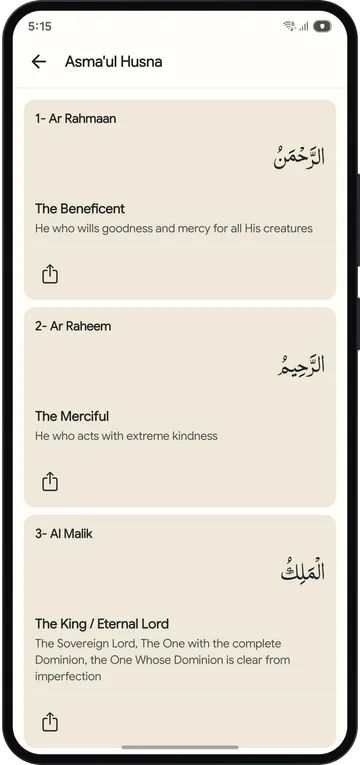 5:15
Asma'ul Husna
1- Ar Rahmaan
الرَّحْمَنُ
The Beneficent
He who wills goodness and mercy for all His creatures
2- Ar Raheem
الرَّحِيمُ
The Merciful
He who acts with extreme kindness
3- Al Malik
الْمَلِكُ
The King / Eternal Lord
The Sovereign Lord, The One with the complete
Dominion, the One Whose Dominion is clear from
imperfection